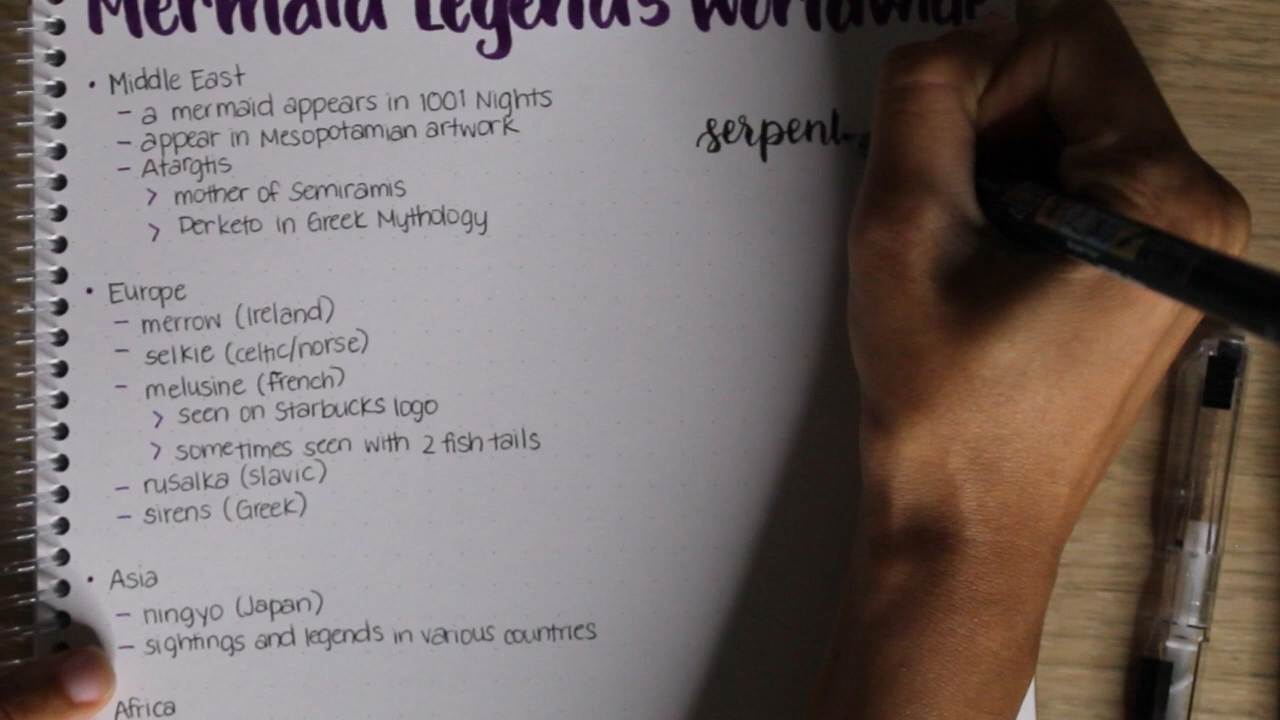 Mermaid Legends Worldwide
• Middle East
- a mermaid appears in 1001 Nights
- appear in Mesopotamian artwork
- Atargtis
> mother of Semiramis
> Derketo in Greek Mythology
• Europe
- merrow (Ireland)
- selkie (celtic/norse)
- melusine (french)
> seen on Starbucks logo
> sometimes seen with 2 fish tails
- rusalka (slavic)
- sirens (Greek)
• Asia
- ningyo (Japan)
- sightings and legends in various countries
Africa
serpent